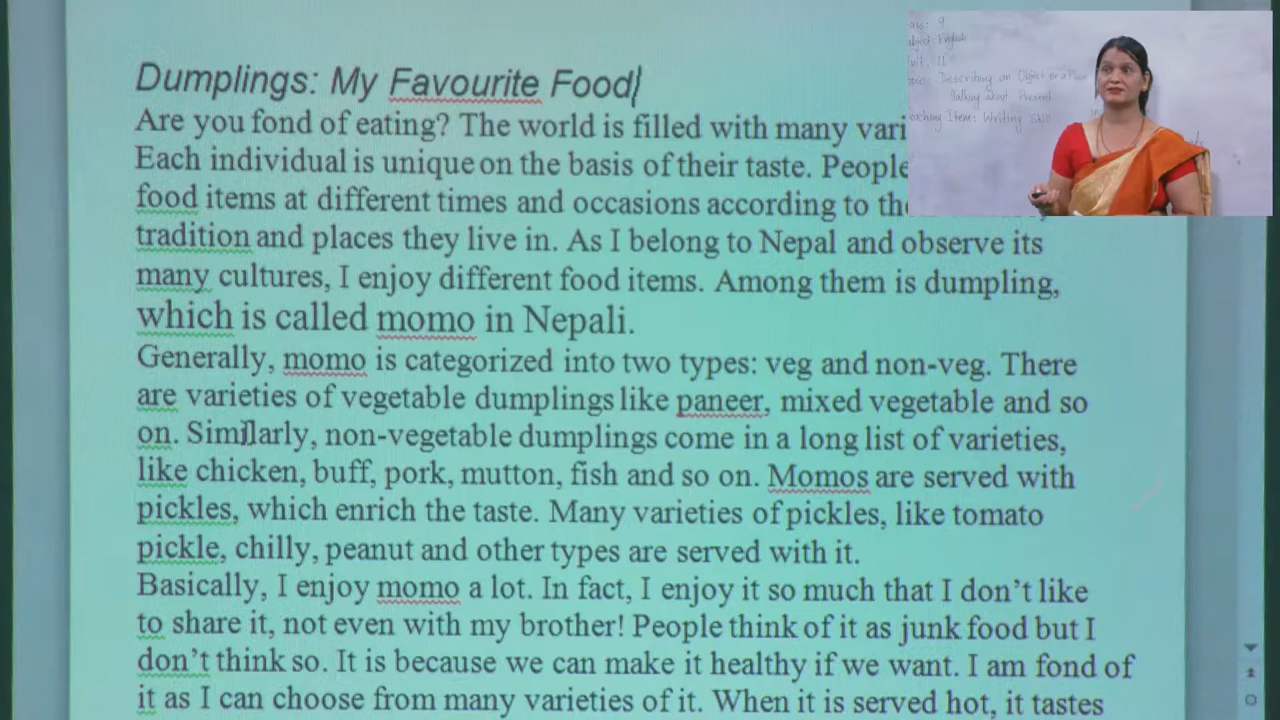 Dumplings: My Favourite Food
Are you fond of eating? The world is filled with many vari
Each individual is unique on the basis of their taste. People
food items at different times and occasions according to the
tradition and places they live in. As I belong to Nepal and observe its
many cultures, I enjoy different food items. Among them is dumpling,
which is called momo in Nepali.
Generally, momo is categorized into two types: veg and non-veg. There
are varieties of vegetable dumplings like paneer, mixed vegetable and so
on. Similarly, non-vegetable dumplings come in a long list of varieties,
like chicken, buff, pork, mutton, fish and so on. Momos are served with
pickles, which enrich the taste. Many varieties of pickles, like tomato
pickle, chilly, peanut and other types are served with it.
Basically, I enjoy momo a lot. In fact, I enjoy it so much that I don't like
to share it, not even with my brother! People think of it as junk food but I
don't think so. It is because we can make it healthy if we want. I am fond of
it as I can choose from many varieties of it. When it is served hot, it tastes
9
English
11
Describing an Object or a Place
Talking about Present
Item: Writing Skill